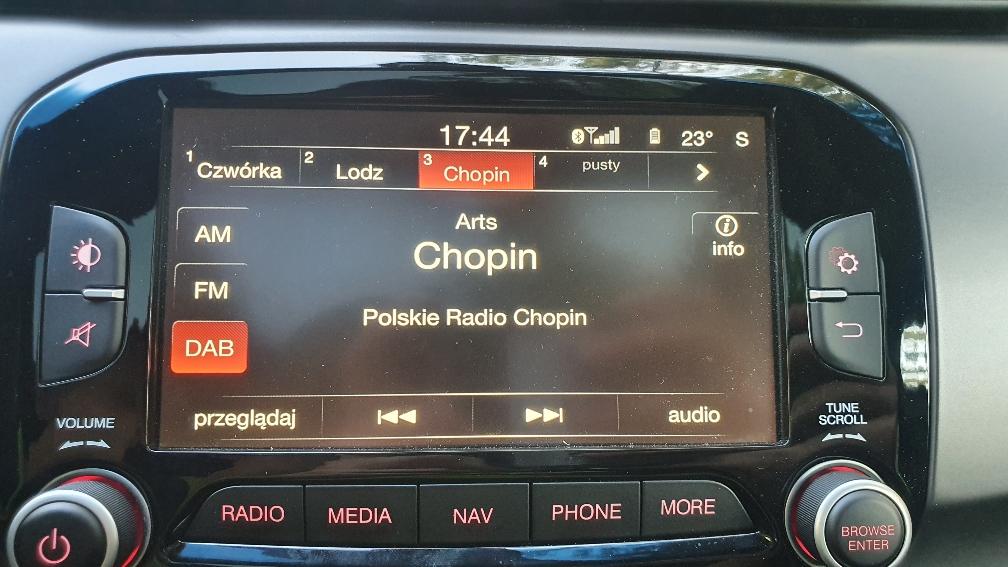 17:44 23° S
1 Czwórka 2 Lodz 3 Chopin 4 pusty
Arts
Chopin
Polskie Radio Chopin
AM
FM
DAB
info
przeglądaj audio
VOLUME
TUNE
SCROLL
RADIO MEDIA NAV PHONE MORE
BROWSE
ENTER